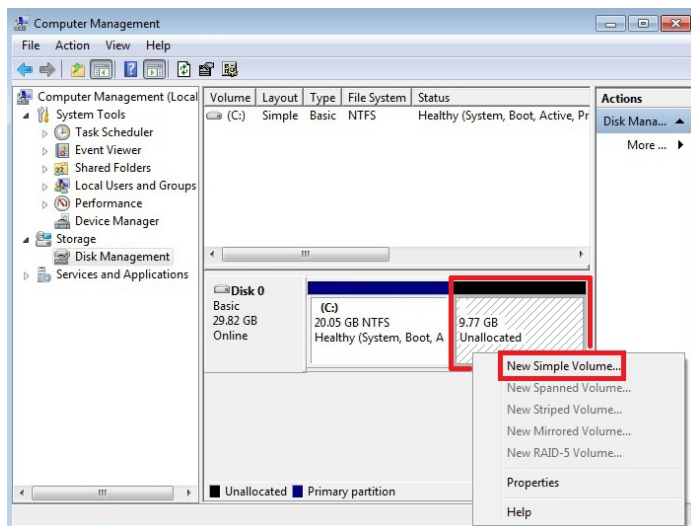 Computer Management
File Action View Help
Computer Management (Local
System Tools
Task Scheduler
Event Viewer
Shared Folders
Local Users and Groups
Performance
Device Manager
Storage
Disk Management
Services and Applications
Volume Layout Type File System Status
(C:) Simple Basic NTFS Healthy (System, Boot, Active, Pr
Actions
Disk Mana...
More ...
Disk 0
Basic
29.82 GB
Online
(C:)
20.05 GB NTFS
Healthy (System, Boot, A
9.77 GB
Unallocated
New Simple Volume...
New Spanned Volume...
New Striped Volume...
New Mirrored Volume...
New RAID-5 Volume...
Properties
Help
Unallocated Primary partition